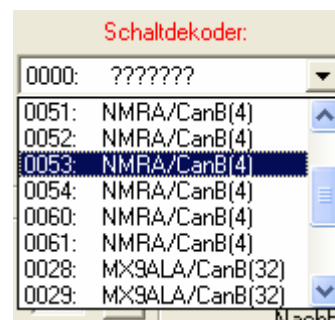 Schaltdekoder:
0000: ???????
0051: NMRA/CanB(4)
0052: NMRA/CanB(4)
0053: NMRA/CanB(4)
0054: NMRA/CanB(4)
0060: NMRA/CanB(4)
0061: NMRA/CanB(4)
0028: MX9ALA/CanB(32)
0029: MX9ALA/CanB(32)